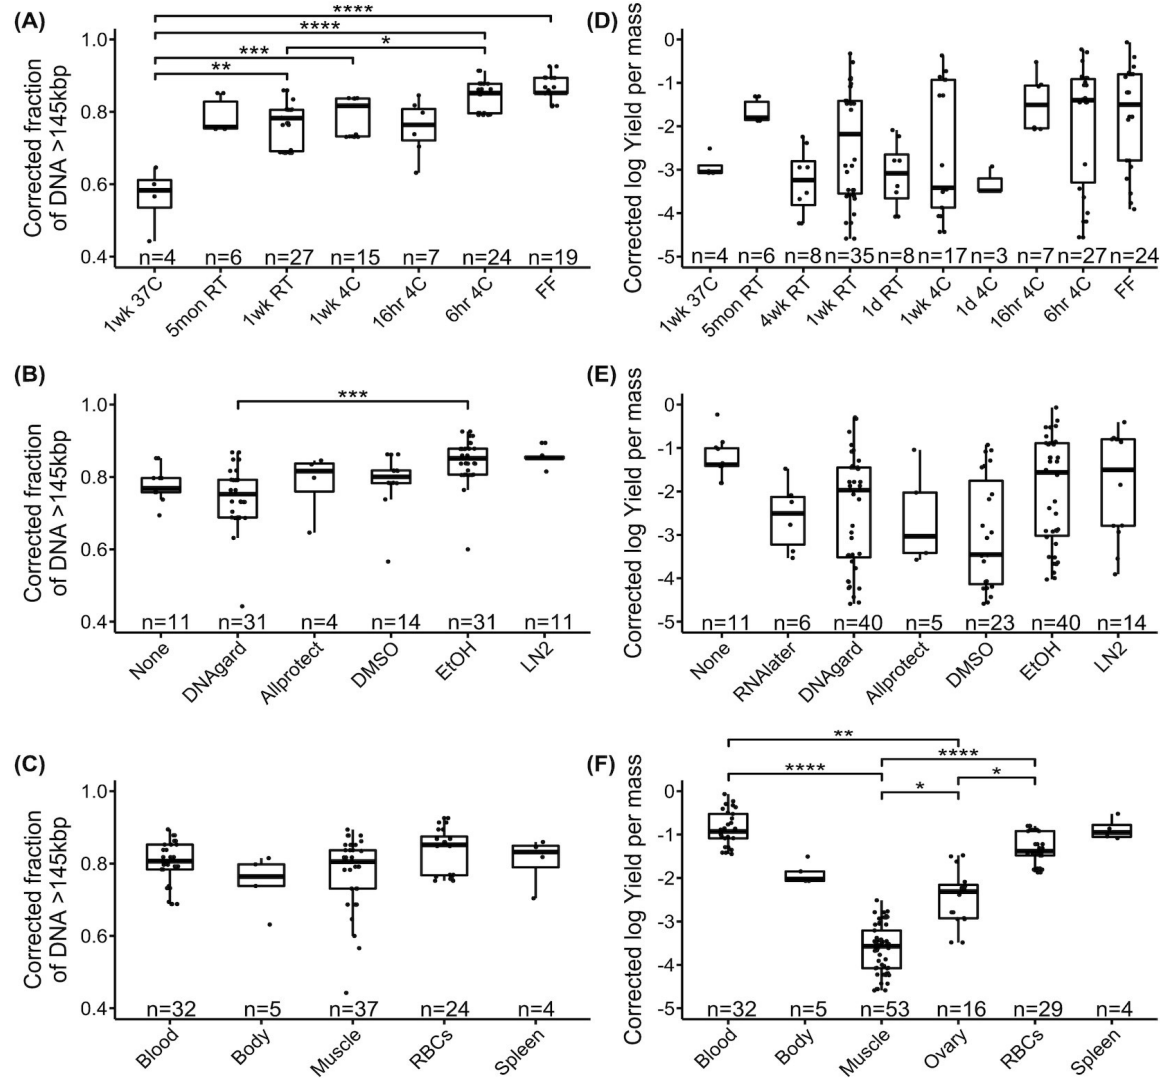 (A)
****
****
*
***
**
Corrected fraction
of DNA >145kbp
1.0
0.8
0.6
0.4
n=4 n=6 n=27 n=15 n=7 n=24 n=19
1wk 37C 5mon RT 1wk RT 1wk 4C 16hr 4C 6hr 4C FF
(D)
Corrected log Yield per mass
0
-1
-2
-3
-4
-5
n=4 n=6 n=8 n=35 n=8 n=17 n=3 n=7 n=27 n=24
1wk 37C 5mon RT 4wk RT 1wk RT 1d RT 1wk 4C 1d 4C 16hr 4C 6hr 4C FF
(B)
***
Corrected fraction
of DNA >145kbp
1.0
0.8
0.6
0.4
n=11 n=31 n=4 n=14 n=31 n=11
None DNAgard Allprotect DMSO EtOH LN2
(E)
Corrected log Yield per mass
0
-1
-2
-3
-4
-5
n=11 n=6 n=40 n=5 n=23 n=40 n=14
None RNAlater DNAgard Allprotect DMSO EtOH LN2
(C)
Corrected fraction
of DNA >145kbp
1.0
0.8
0.6
0.4
n=32 n=5 n=37 n=24 n=4
Blood Body Muscle RBCs Spleen
(F)
**
****
****
*
*
Corrected log Yield per mass
0
-1
-2
-3
-4
-5
n=32 n=5 n=53 n=16 n=29 n=4
Blood Body Muscle Ovary RBCs Spleen